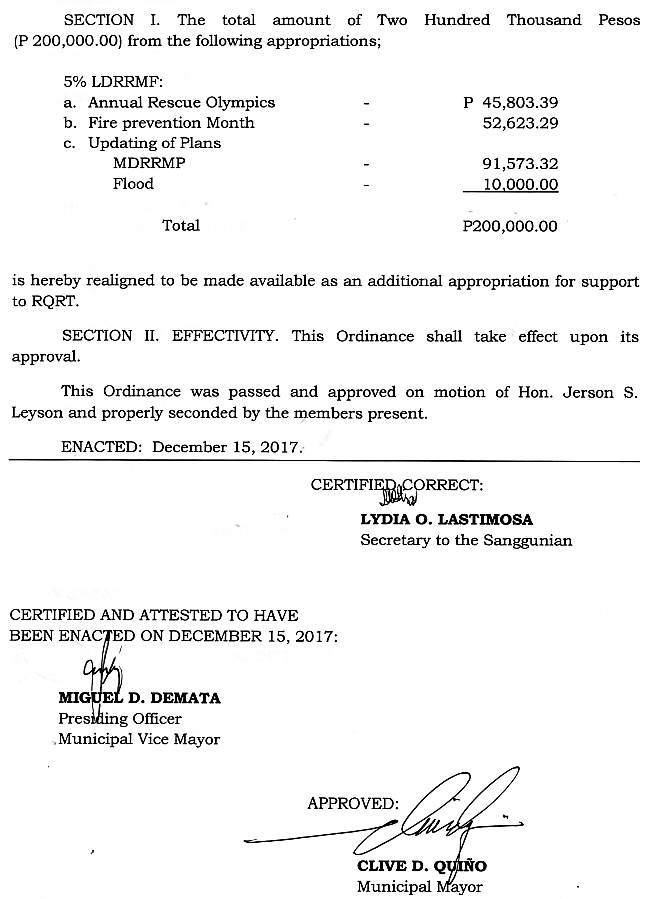 SECTION I. The total amount of Two Hundred Thousand Pesos
(P 200,000.00) from the following appropriations;
5% LDRRMF:
a. Annual Rescue Olympics - P 45,803.39
b. Fire prevention Month - 52,623.29
c. Updating of Plans
MDRRMP - 91,573.32
Flood - 10,000.00
Total P200,000.00
is hereby realigned to be made available as an additional appropriation for support
to RQRT.
SECTION II. EFFECTIVITY. This Ordinance shall take effect upon its
approval.
This Ordinance was passed and approved on motion of Hon. Jerson S.
Leyson and properly seconded by the members present.
ENACTED: December 15, 2017.
CERTIFIED CORRECT:
LYDIA O. LASTIMOSA
Secretary to the Sanggunian
CERTIFIED AND ATTESTED TO HAVE
BEEN ENACTED ON DECEMBER 15, 2017:
MIGUEL D. DEMATA
Presiding Officer
Municipal Vice Mayor
APPROVED:
CLIVE D. QUIÑO
Municipal Mayor